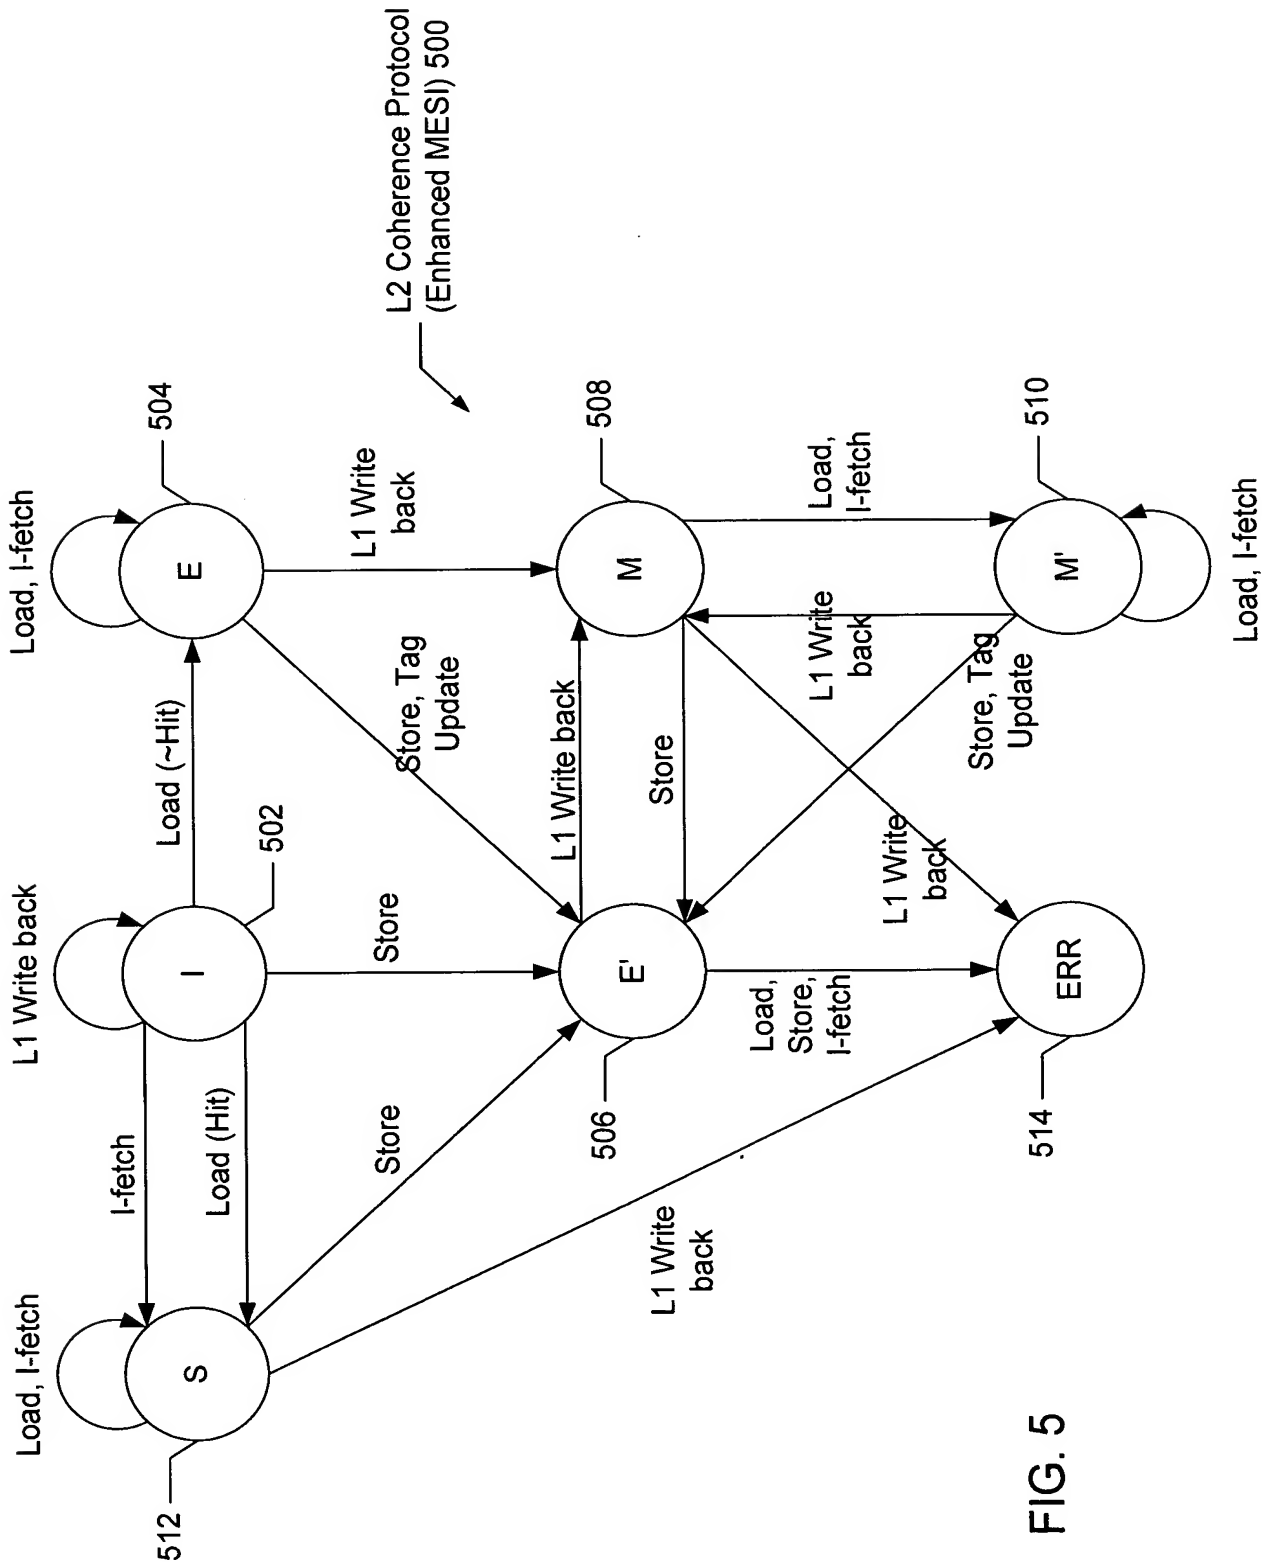 Load, I-fetch
L1 Write back
Load, I-fetch
I-fetch
512
Load (~Hit)
504
S
I
E
Load (Hit)
502
Store
Store
L1 Write
back
L2 Coherence Protocol
(Enhanced MESI) 500
Store, Tag
Update
L1 Write back
506
508
E'
M
Store
L1 Write
back
Load,
Store,
I-fetch
L1 Write
back
Load,
I-fetch
L1 Write
back
Store, Tag
Update
514
510
ERR
M'
FIG. 5
Load, I-fetch